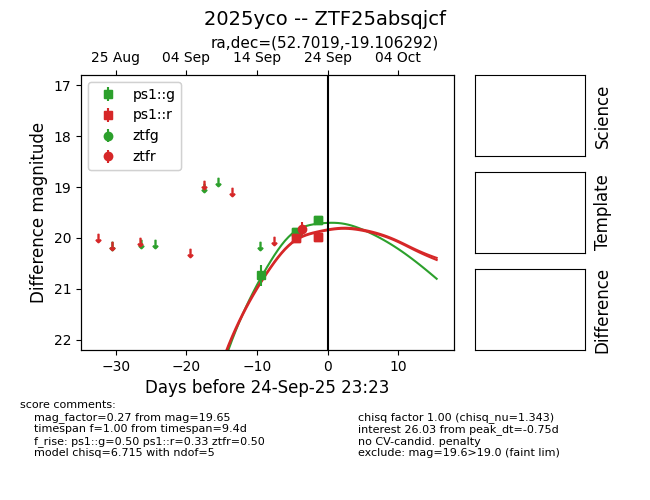 2025yco -- ZTF25absqjcf
ra,dec=(52.7019,-19.106292)
25 Aug 04 Sep 14 Sep 24 Sep 04 Oct
17
18
19
20
21
22
Difference magnitude
ps1::g
ps1::r
ztfg
ztfr
−30 −20 −10 0 10
Days before 24-Sep-25 23:23
Science
Template
Difference
score comments:
mag_factor=0.27 from mag=19.65
timespan f=1.00 from timespan=9.4d
f_rise: ps1::g=0.50 ps1::r=0.33 ztfr=0.50
model chisq=6.715 with ndof=5
chisq factor 1.00 (chisq_nu=1.343)
interest 26.03 from peak_dt=-0.75d
no CV-candid. penalty
exclude: mag=19.6>19.0 (faint lim)